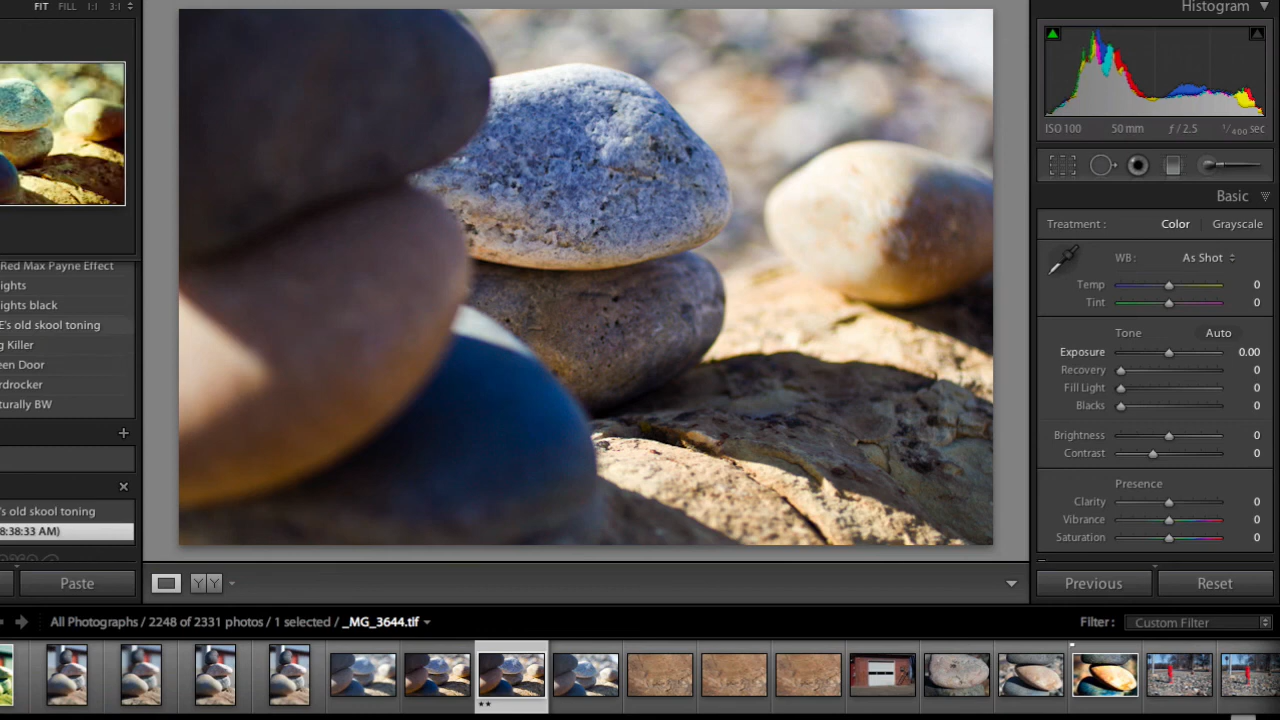 FIT FILL 1:1 3:1
Histogram
ISO 100 50 mm ƒ / 2.5 1/400 sec
Basic
Treatment : Color Grayscale
WB: As Shot
Temp 0
Tint 0
Tone Auto
Exposure 0.00
Recovery 0
Fill Light 0
Blacks 0
Brightness 0
Contrast 0
Presence
Clarity 0
Vibrance 0
Saturation 0
Previous Reset
Red Max Payne Effect
ights
ights black
E's old skool toning
g Killer
een Door
rdrocker
turally BW
's old skool toning
8:38:33 AM)
Paste
Y Y
All Photographs / 2248 of 2331 photos / 1 selected / _MG_3644.tif
Filter : Custom Filter